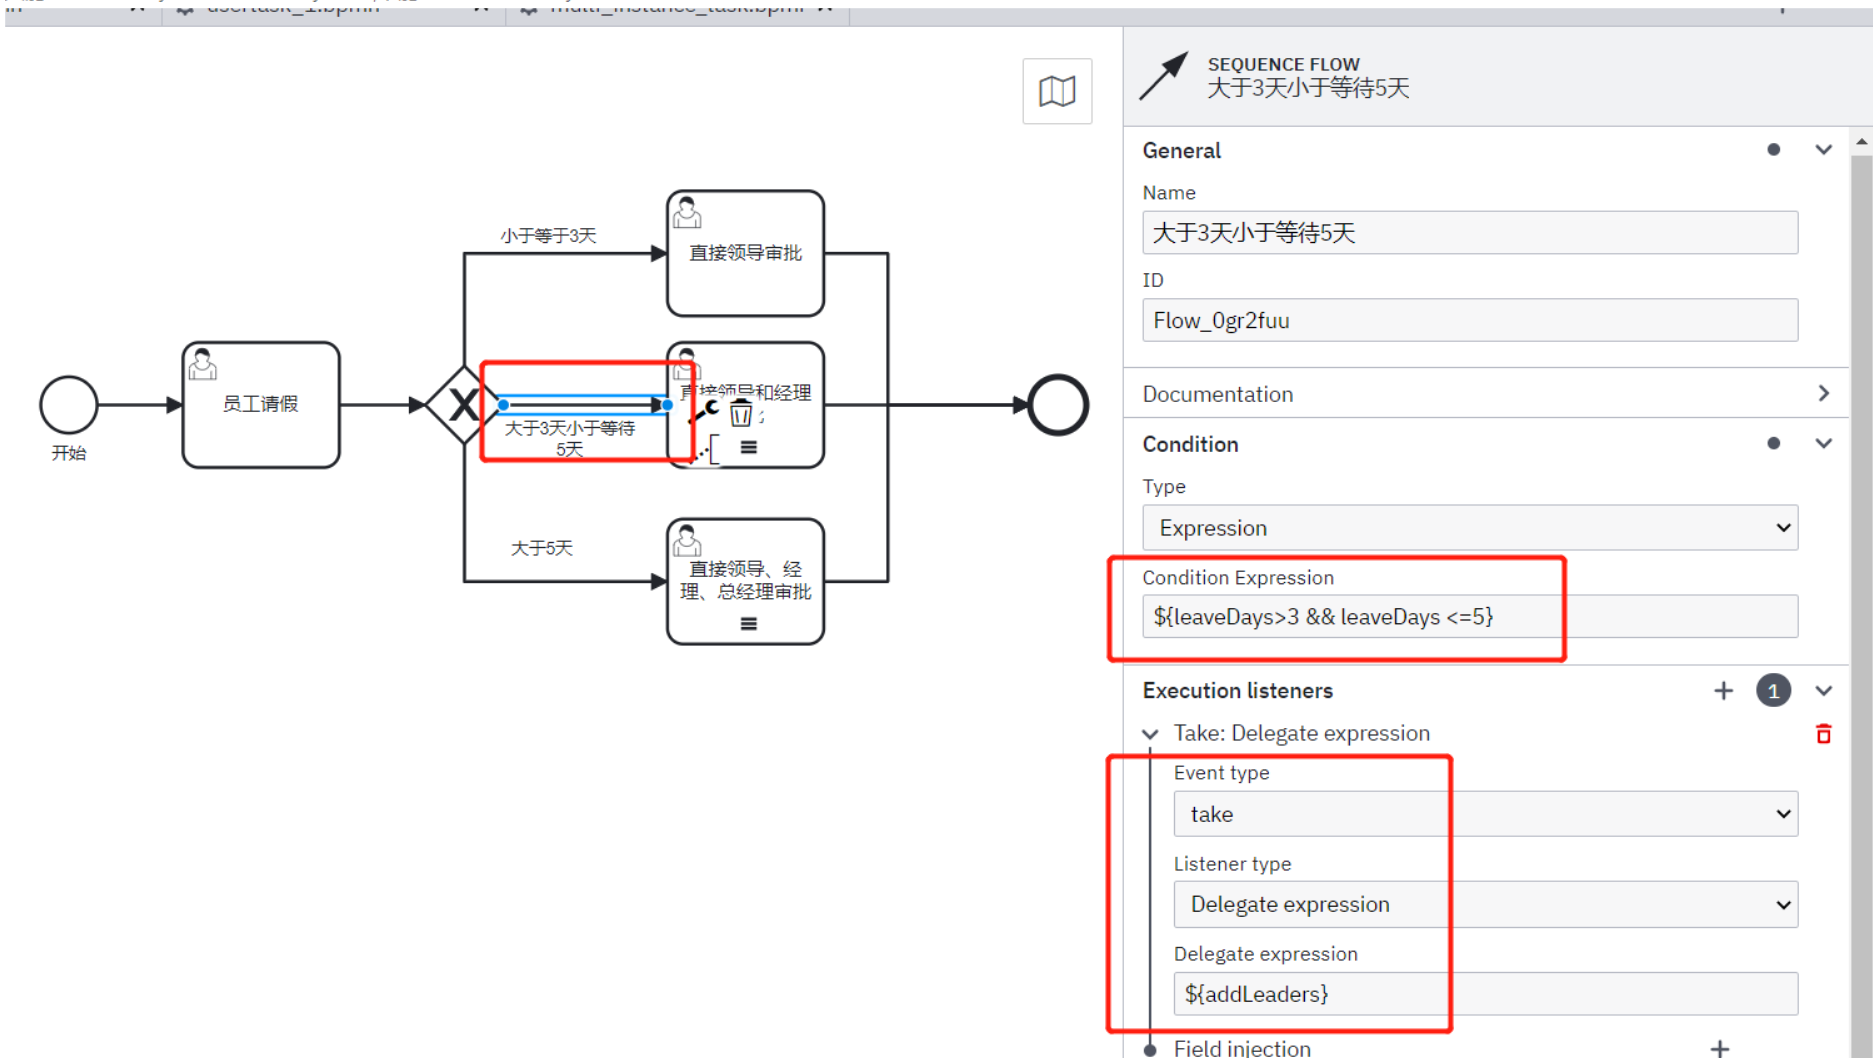 usertask_1.bpmn
multi_instance_task.bpmn
SEQUENCE FLOW
大于3天小于等待5天
General
Name
大于3天小于等待5天
ID
Flow_0gr2fuu
Documentation
Condition
Type
Expression
Condition Expression
${leaveDays>3 && leaveDays <=5}
Execution listeners
1
Take: Delegate expression
Event type
take
Listener type
Delegate expression
Delegate expression
${addLeaders}
Field injection
开始
员工请假
小于等于3天
直接领导审批
大于3天小于等待
5天
直接领导和经理
大于5天
直接领导、经
理、总经理审批